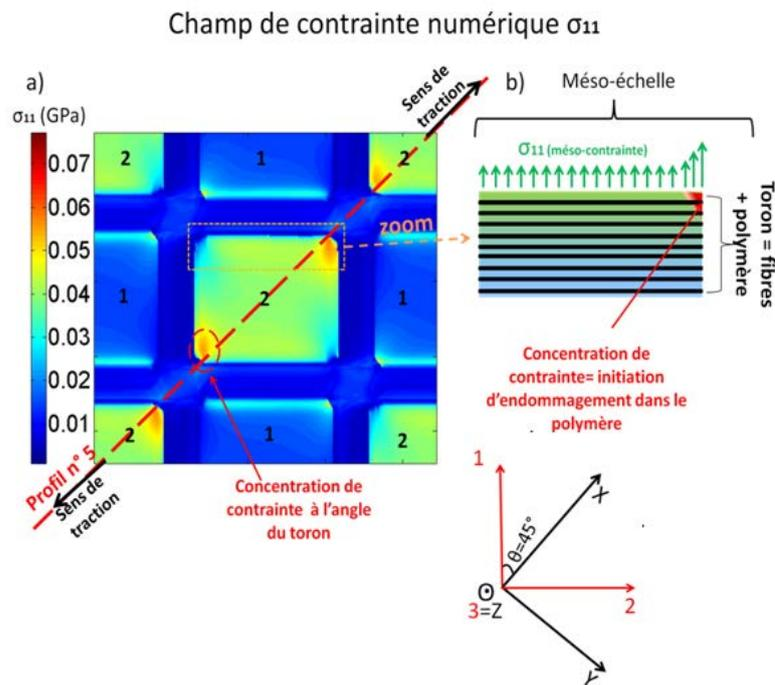 Champ de contrainte numérique σ₁₁
a)
σ₁₁ (GPa)
0.07
0.06
0.05
0.04
0.03
0.02
0.01
2
1
2
1
2
1
2
1
2
Sens de
traction
zoom
Profil n° 5
Sens de
traction
Concentration de
contrainte à l'angle
du toron
b)
Méso-échelle
σ₁₁ (méso-contrainte)
Toron = fibres
+ polymère
Concentration de
contrainte= initiation
d'endommagement dans le
polymère
1
X
θ=45°
3=Z
2
Y